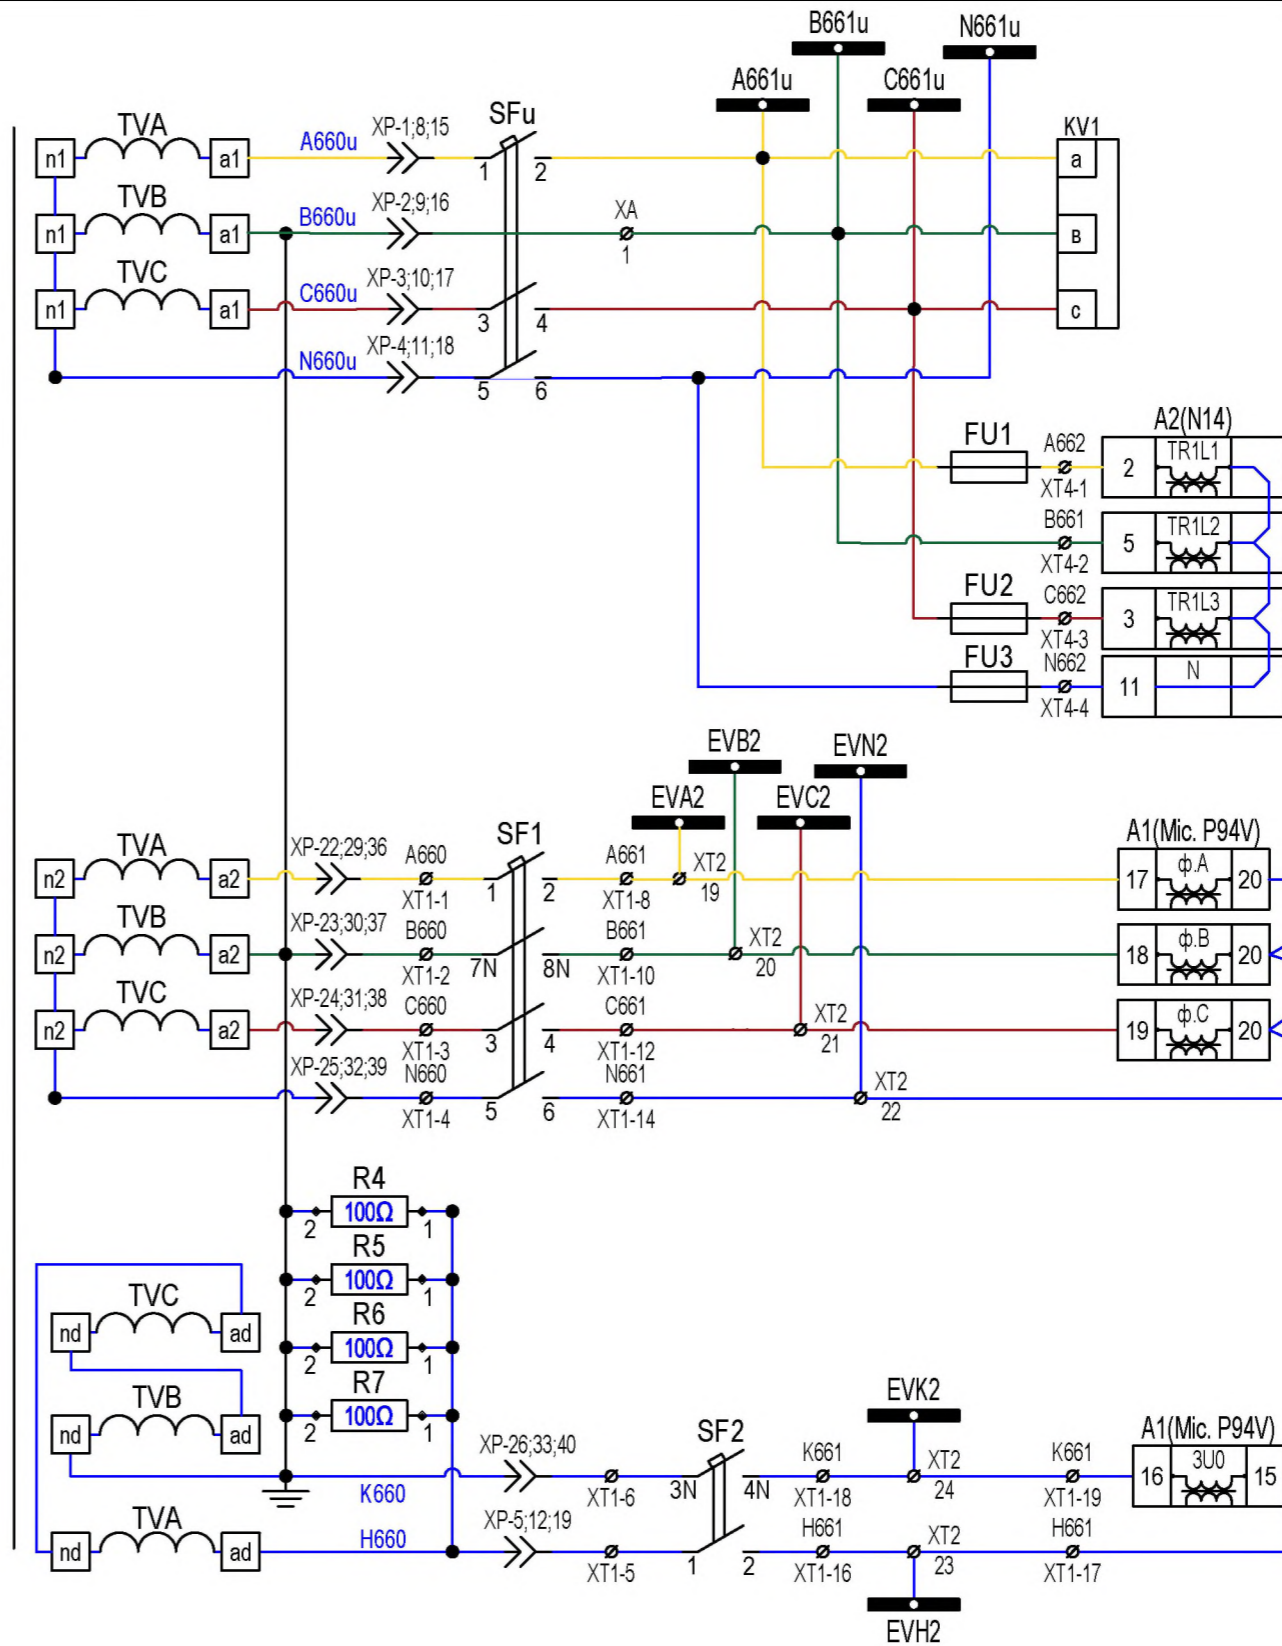 B661u
N661u
A661u
C661u
SFu
KV1
TVA
A660u
XP-1;8;15
n1
a1
1
2
a
TVB
B660u
XP-2;9;16
XA
n1
a1
1
в
TVC
C660u
XP-3;10;17
n1
a1
3
4
c
N660u
XP-4;11;18
5
6
A2(N14)
FU1
A662
XT4-1
2
TR1L1
B661
XT4-2
5
TR1L2
FU2
C662
XT4-3
3
TR1L3
FU3
N662
XT4-4
11
N
EVB2
EVN2
EVA2
EVC2
SF1
A1(Mic. P94V)
TVA
XP-22;29;36
A660
A661
XT2
ф.A
n2
a2
XT1-1
1
2
XT1-8
19
17
20
TVB
XP-23;30;37
B660
B661
XT2
ф.B
n2
a2
XT1-2
7N
8N
XT1-10
20
18
20
TVC
XP-24;31;38
C660
C661
XT2
ф.C
n2
a2
XT1-3
3
4
XT1-12
21
19
20
XP-25;32;39
N660
N661
XT2
XT1-4
5
6
XT1-14
22
R4
100Ω
2
1
R5
100Ω
2
1
TVC
nd
ad
R6
100Ω
2
1
R7
100Ω
2
1
TVB
nd
ad
EVK2
SF2
A1(Mic. P94V)
XP-26;33;40
K661
XT2
K661
3U0
K660
XT1-6
3N
4N
XT1-18
24
XT1-19
16
15
TVA
H660
XP-5;12;19
H661
XT2
H661
nd
ad
XT1-5
1
2
XT1-16
23
XT1-17
EVH2